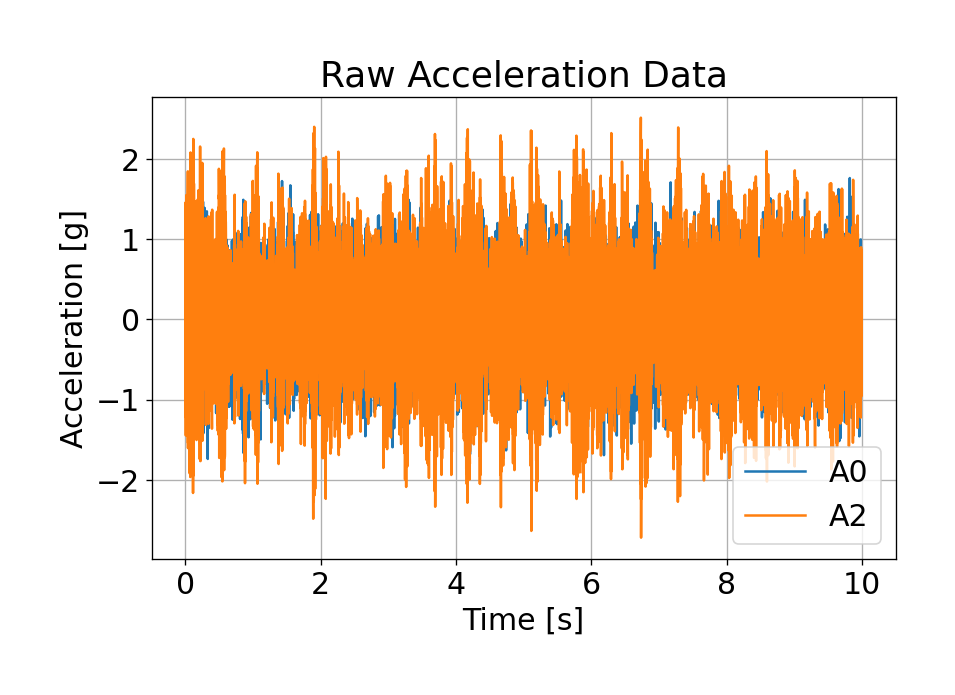 Raw Acceleration Data
Acceleration [g]
2
1
0
−1
−2
A0
A2
0 2 4 6 8 10
Time [s]